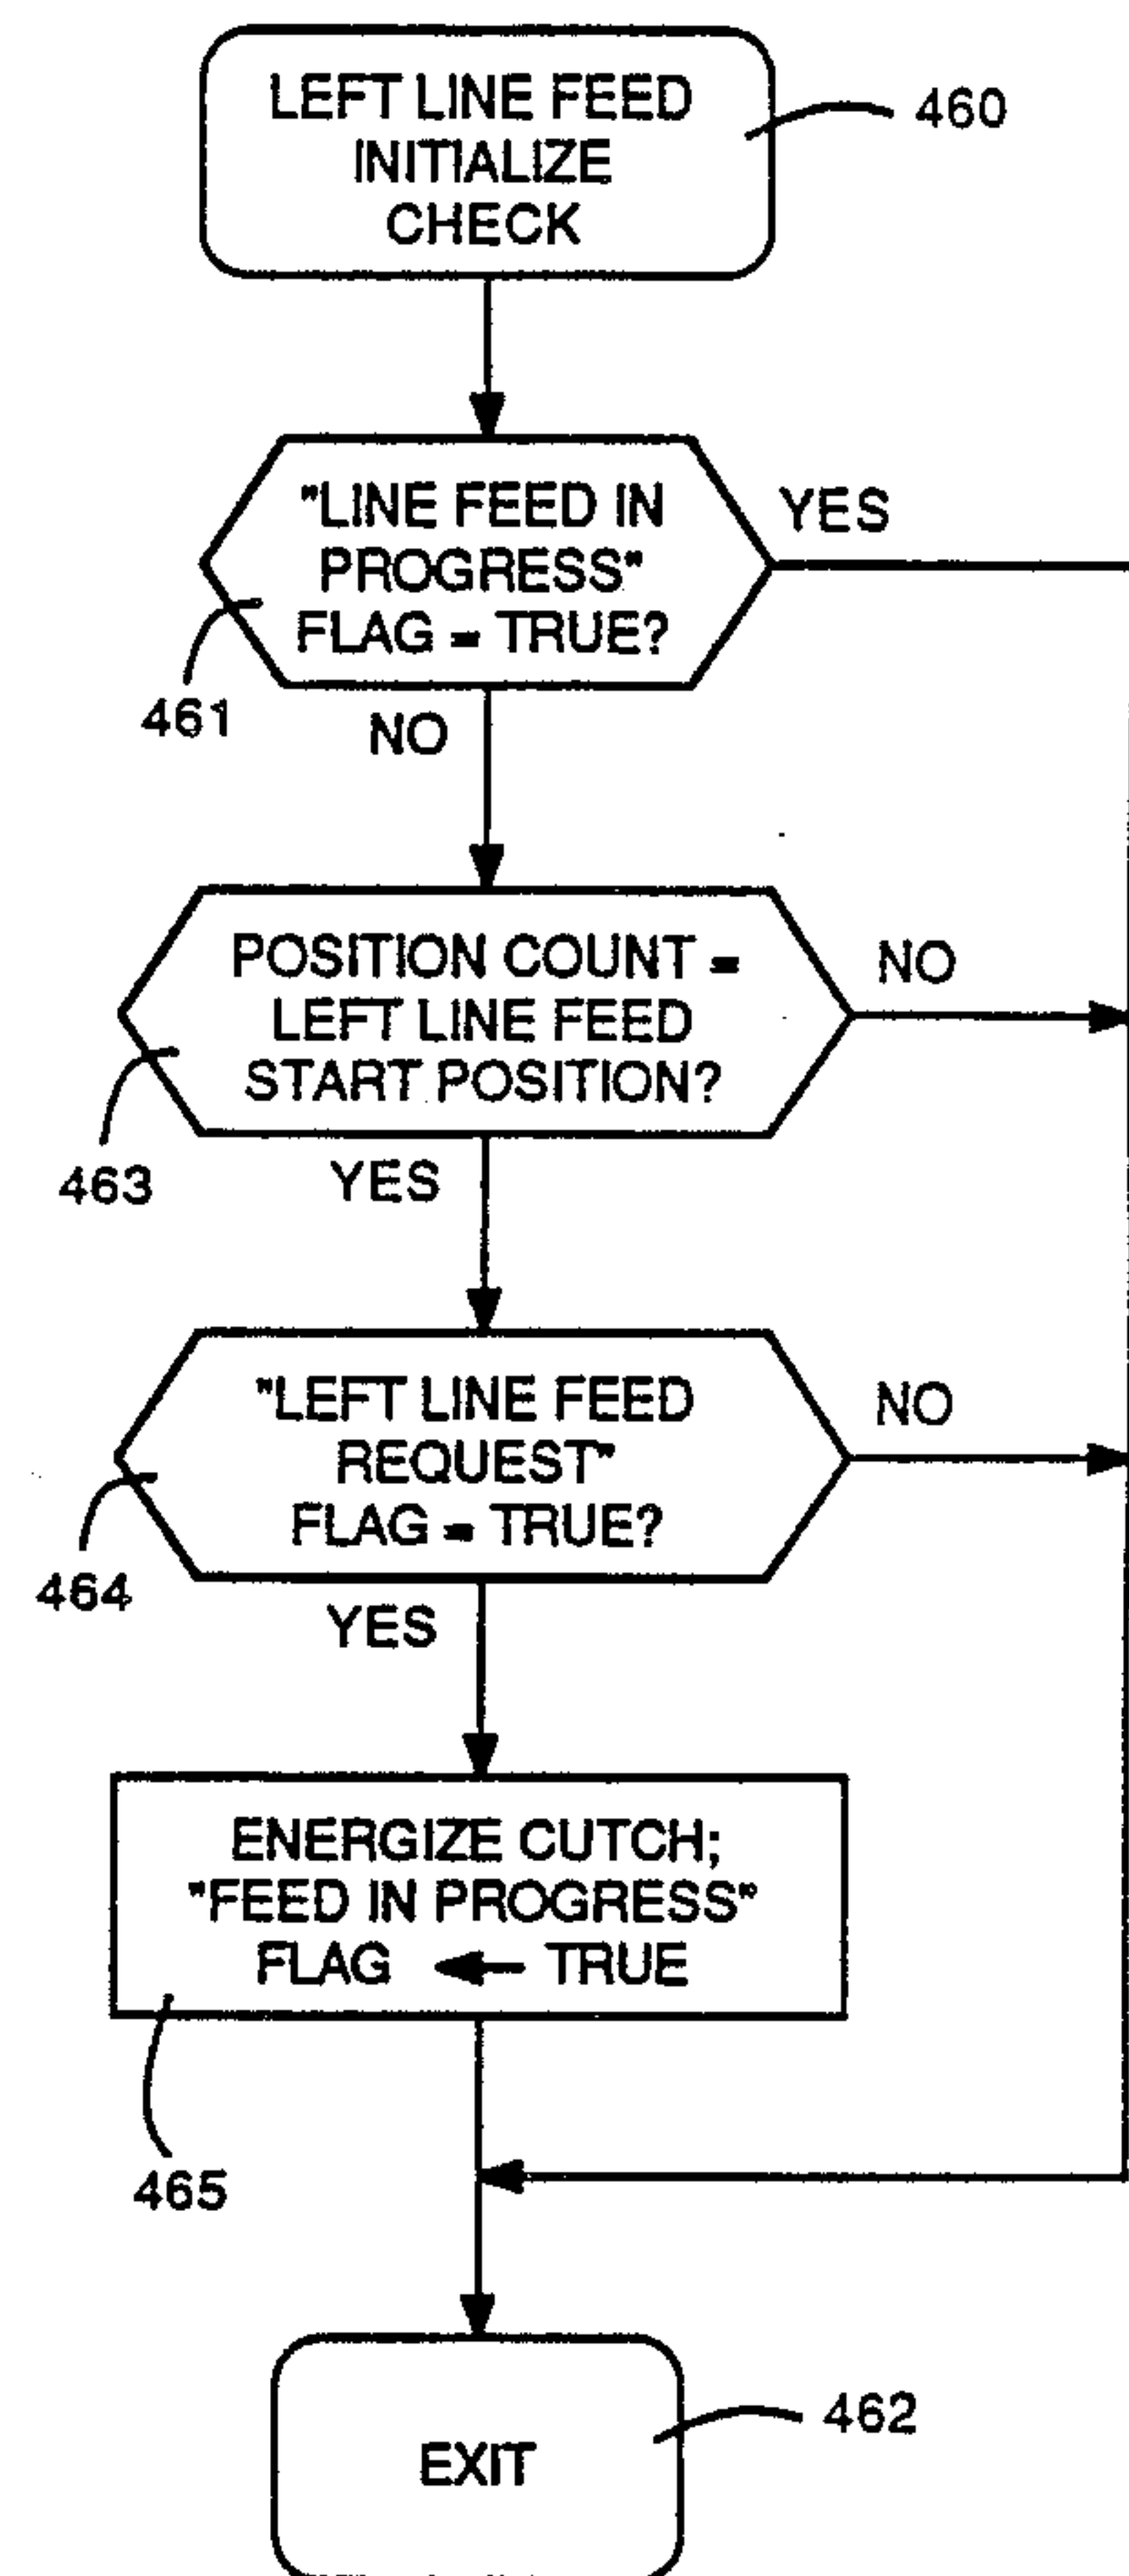 LEFT LINE FEED
INITIALIZE
CHECK
460
"LINE FEED IN
PROGRESS"
FLAG = TRUE?
YES
461
NO
POSITION COUNT =
LEFT LINE FEED
START POSITION?
NO
463
YES
"LEFT LINE FEED
REQUEST"
FLAG = TRUE?
NO
464
YES
ENERGIZE CUTCH;
"FEED IN PROGRESS"
FLAG ← TRUE
465
EXIT
462